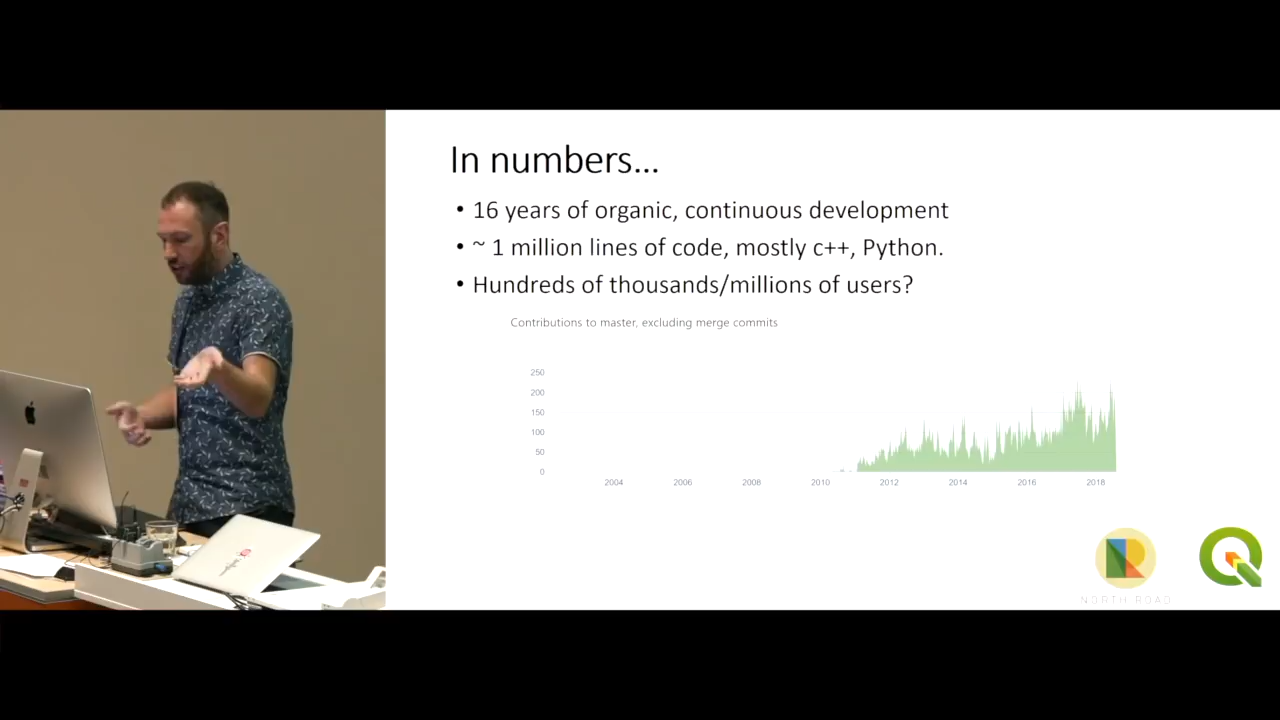 In numbers...
• 16 years of organic, continuous development
• ~ 1 million lines of code, mostly c++, Python.
• Hundreds of thousands/millions of users?
Contributions to master, excluding merge commits
250
200
150
100
50
0
2004 2006 2008 2010 2012 2014 2016 2018
NORTH ROAD